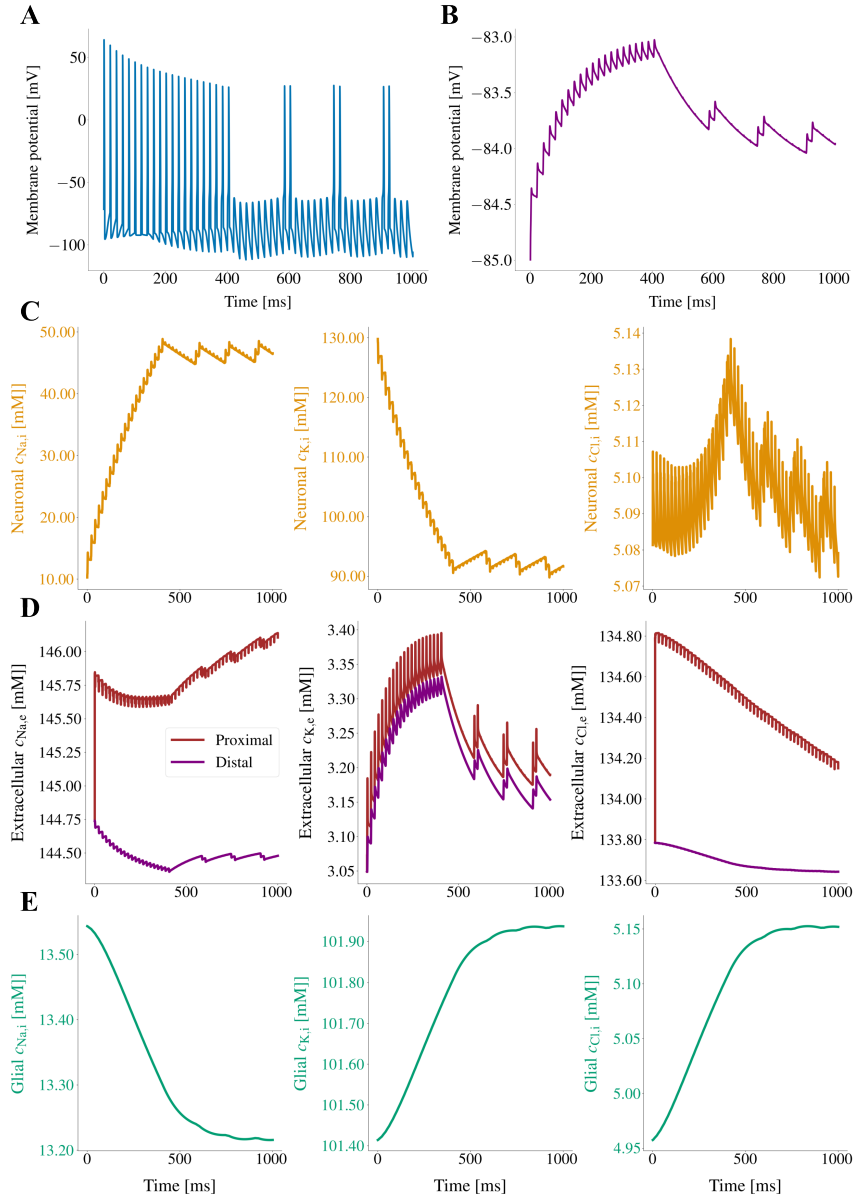 A
Membrane potential [mV]
50
0
−50
−100
0 200 400 600 800 1000
Time [ms]
B
Membrane potential [mV]
−83.0
−83.5
−84.0
−84.5
−85.0
0 200 400 600 800 1000
Time [ms]
C
Neuronal cNa,i [mM]]
50.00
40.00
30.00
20.00
10.00
0 500 1000
Neuronal cK,i [mM]]
130.00
120.00
110.00
100.00
90.00
0 500 1000
Neuronal cCl,i [mM]]
5.14
5.13
5.12
5.11
5.10
5.09
5.08
5.07
0 500 1000
D
Extracellular cNa,e [mM]]
146.00
145.75
145.50
145.25
145.00
144.75
144.50
Proximal
Distal
0 500 1000
Extracellular cK,e [mM]]
3.40
3.35
3.30
3.25
3.20
3.15
3.10
3.05
0 500 1000
Extracellular cCl,e [mM]]
134.80
134.60
134.40
134.20
134.00
133.80
133.60
0 500 1000
E
Glial cNa,i [mM]]
13.50
13.40
13.30
13.20
0 500 1000
Time [ms]
Glial cK,i [mM]]
101.90
101.80
101.70
101.60
101.50
101.40
0 500 1000
Time [ms]
Glial cCl,i [mM]]
5.15
5.10
5.05
5.00
4.95
0 500 1000
Time [ms]